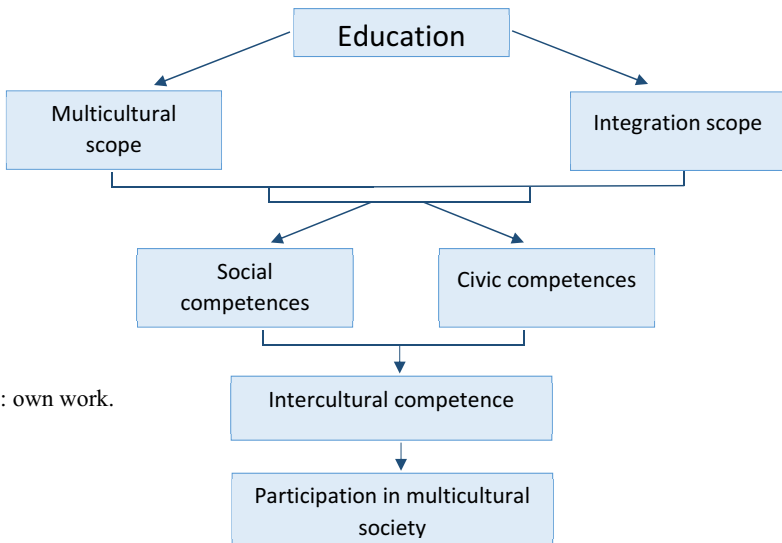 Education
Multicultural
scope
Integration scope
Social
competences
Civic competences
: own work.
Intercultural competence
Participation in multicultural
society